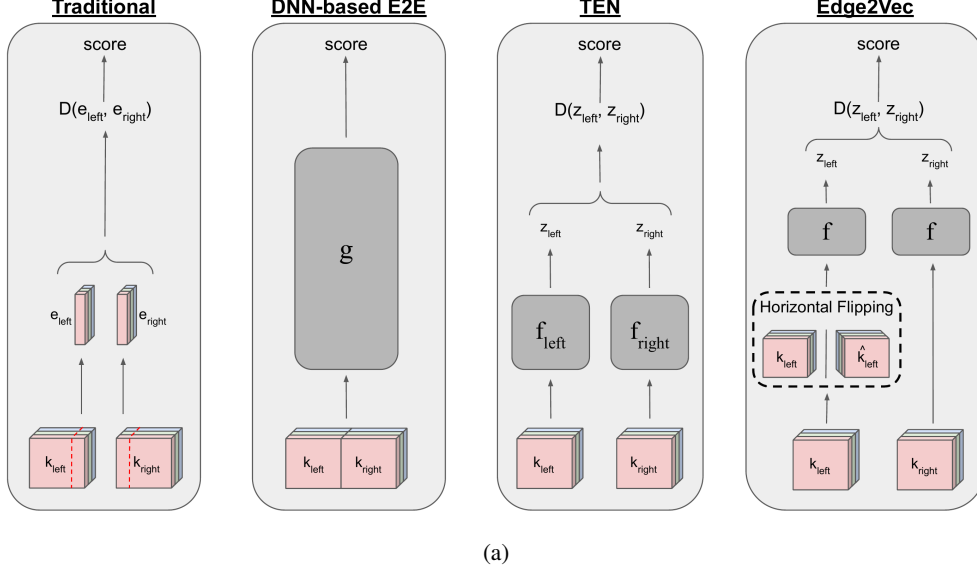 Traditional
score
D(e_left, e_right)
e_left
e_right
k_left
k_right
DNN-based E2E
score
g
k_left
k_right
TEN
score
D(z_left, z_right)
z_left
z_right
f_left
f_right
k_left
k_right
Edge2Vec
score
D(z_left, z_right)
z_left
z_right
f
f
Horizontal Flipping
k_left
k̂_left
k_left
k_right
(a)